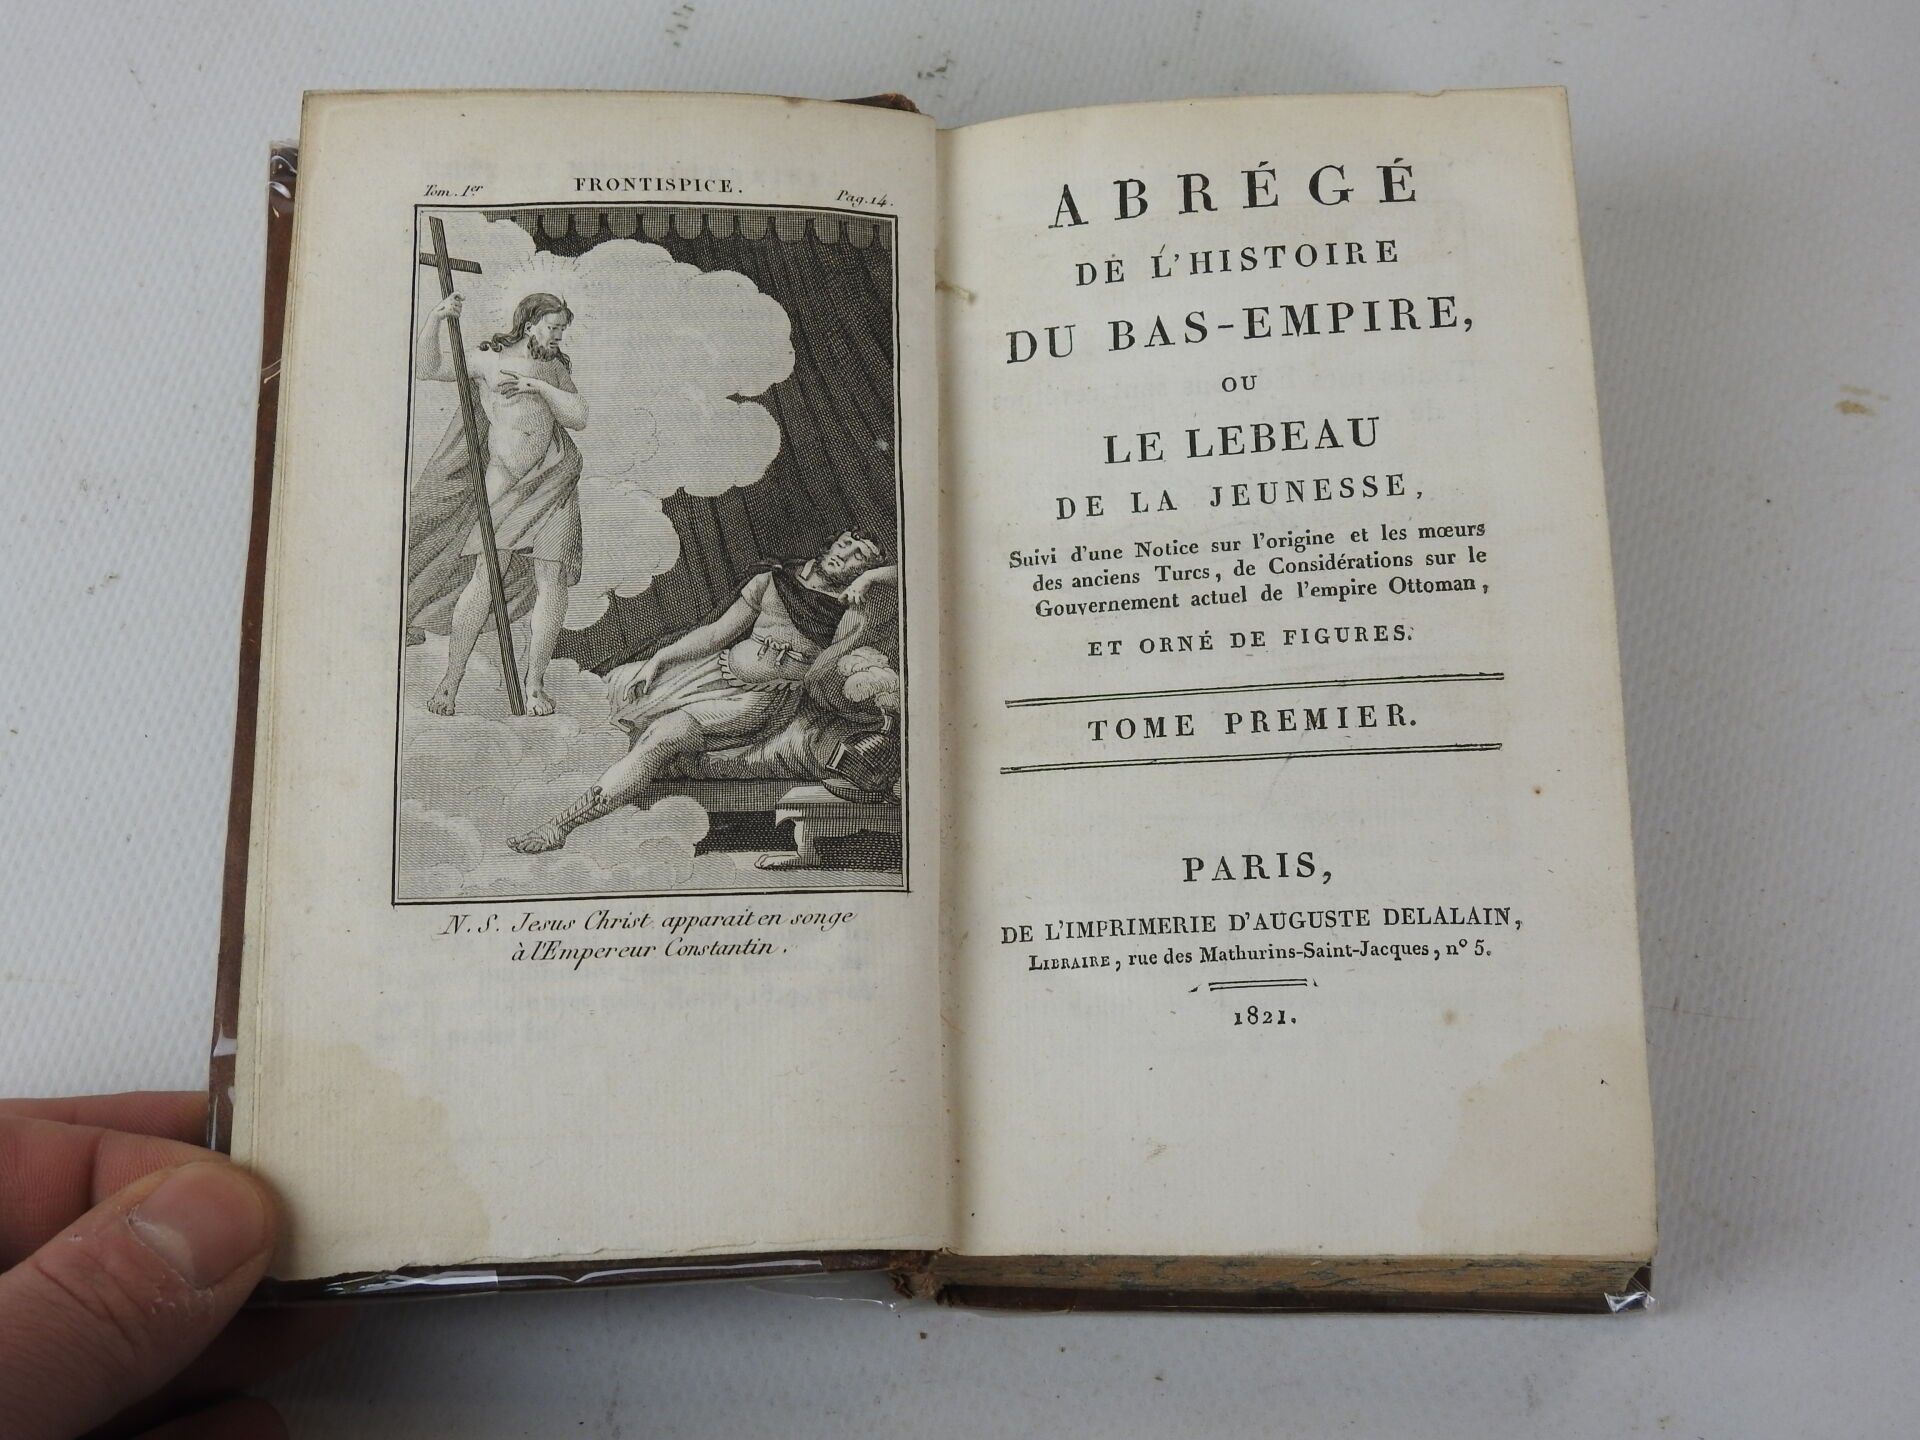 Tom. 1er
FRONTISPICE.
Pag. 14.
N. S. Jesus Christ apparait en songe
à l'Empereur Constantin.
ABRÉGÉ
DE L'HISTOIRE
DU BAS-EMPIRE,
OU
LE LEBEAU
DE LA JEUNESSE,
Suivi d'une Notice sur l'origine et les mœurs
des anciens Turcs, de Considérations sur le
Gouvernement actuel de l'empire Ottoman,
ET ORNÉ DE FIGURES.
TOME PREMIER.
PARIS,
DE L'IMPRIMERIE D'AUGUSTE DELALAIN,
LIBRAIRE, rue des Mathurins-Saint-Jacques, n° 5.
1821.